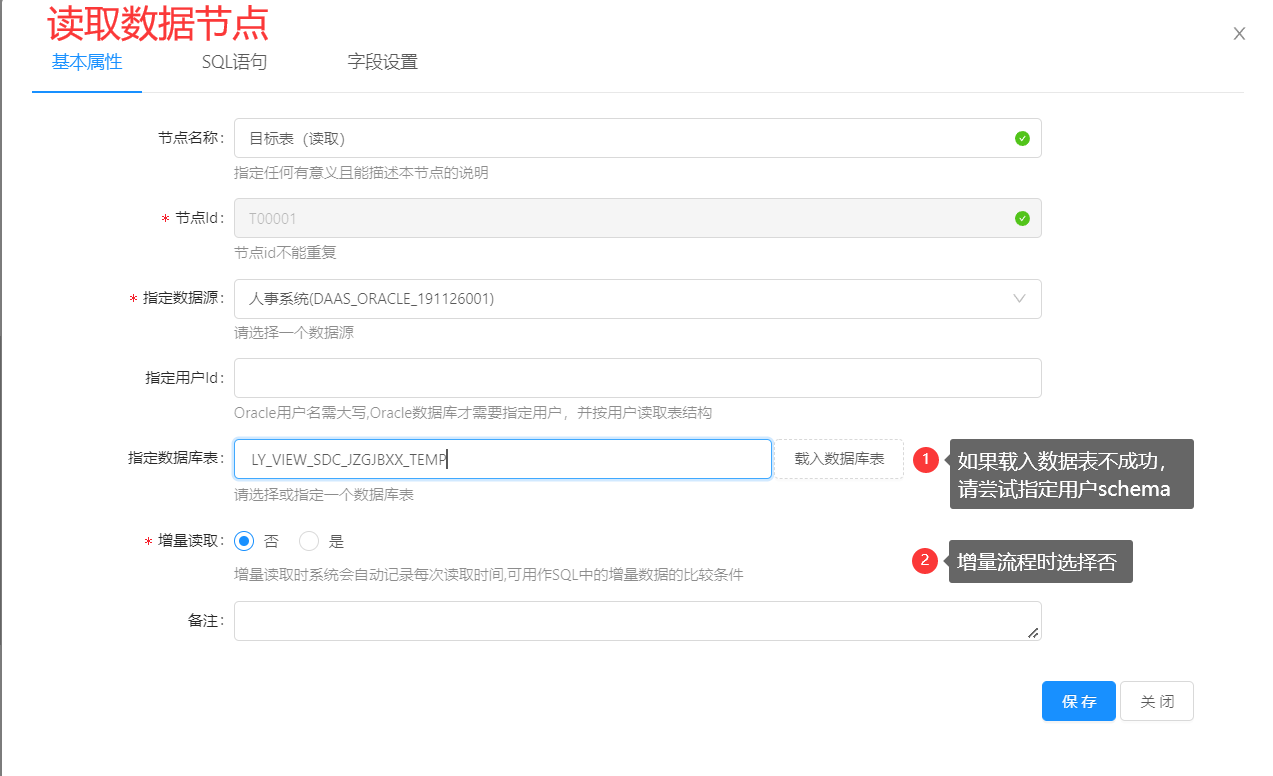 读取数据节点
基本属性 SQL语句 字段设置
节点名称: 目标表（读取）
指定任何有意义且能描述本节点的说明
* 节点Id: T00001
节点id不能重复
* 指定数据源: 人事系统(DAAS_ORACLE_191126001)
请选择一个数据源
指定用户Id:
Oracle用户名需大写,Oracle数据库才需要指定用户，并按用户读取表结构
指定数据库表: LY_VIEW_SDC_JZGJBXX_TEMP 载入数据库表
1 如果载入数据表不成功，
请尝试指定用户schema
请选择或指定一个数据库表
* 增量读取: 否 是
2 增量流程时选择否
增量读取时系统会自动记录每次读取时间,可用作SQL中的增量数据的比较条件
备注:
保 存 关 闭